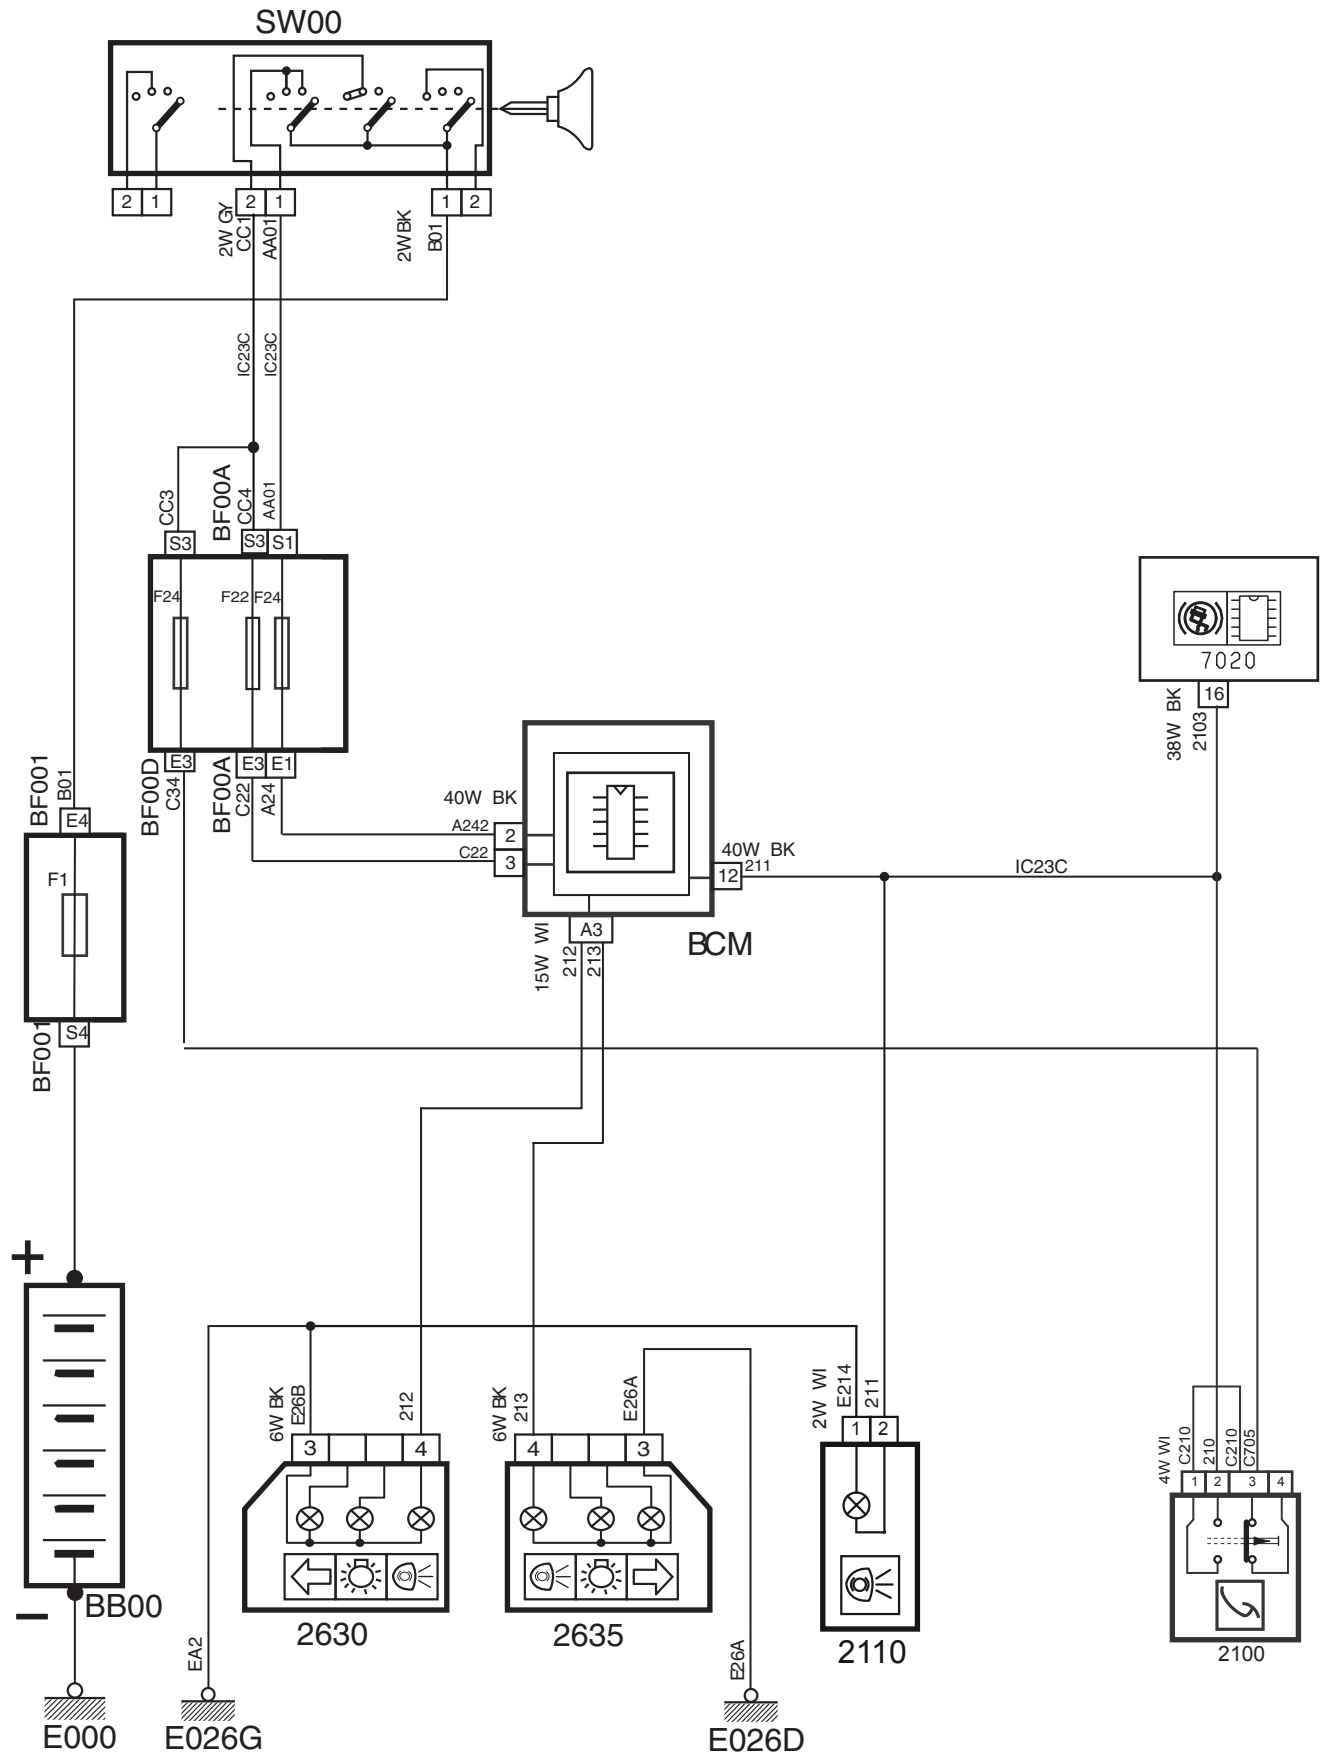 SW00
2 1 2 1 1 2
2W GY
CC1
AA01
2WBK
B01
IC23C
IC23C
CC3
BF00A
CC4
AA01
S3 S3 S1
F24 F22 F24
7020
16
38W BK
2103
E3 E3 E1
BF00D
C34
BF00A
C22
A24
BF001
B01
E4
F1
S4
BF001
40W BK
A242 2
C22 3
40W BK
12 211
IC23C
A3
BCM
15W WI
212
213
+
−
BB00
E000
6W BK
E26B
212
3 4
2630
6W BK
213
E26A
4 3
2635
2W WI
E214
211
1 2
2110
4W WI
C210
210
C210
C705
1 2 3 4
2100
EA2
E026G
E26A
E026D